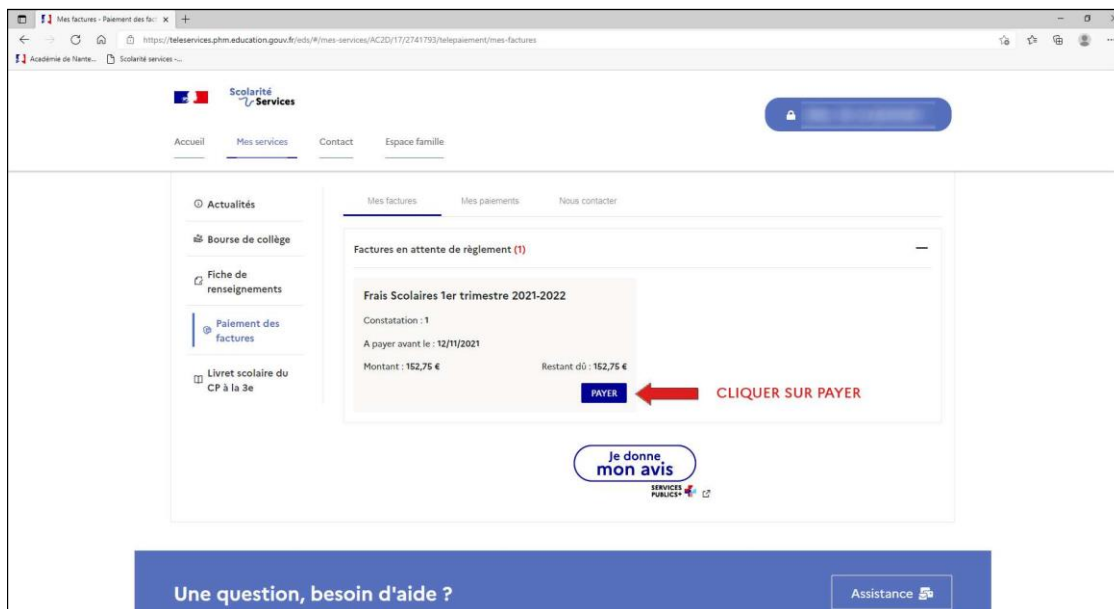 Mes factures - Paiement des fac
https://teleservices.phm.education.gouv.fr/eds/#/mes-services/AC2D/17/2741793/telepaiement/mes-factures
Académie de Nante... Scolarité services -...
Scolarité
Services
Accueil Mes services Contact Espace famille
Actualités
Bourse de collège
Fiche de
renseignements
Paiement des
factures
Livret scolaire du
CP à la 3e
Mes factures Mes paiements Nous contacter
Factures en attente de règlement (1)
Frais Scolaires 1er trimestre 2021-2022
Constatation : 1
A payer avant le : 12/11/2021
Montant : 152,75 € Restant dû : 152,75 €
PAYER
CLIQUER SUR PAYER
Je donne
mon avis
SERVICES
PUBLICS+
Une question, besoin d'aide ?
Assistance